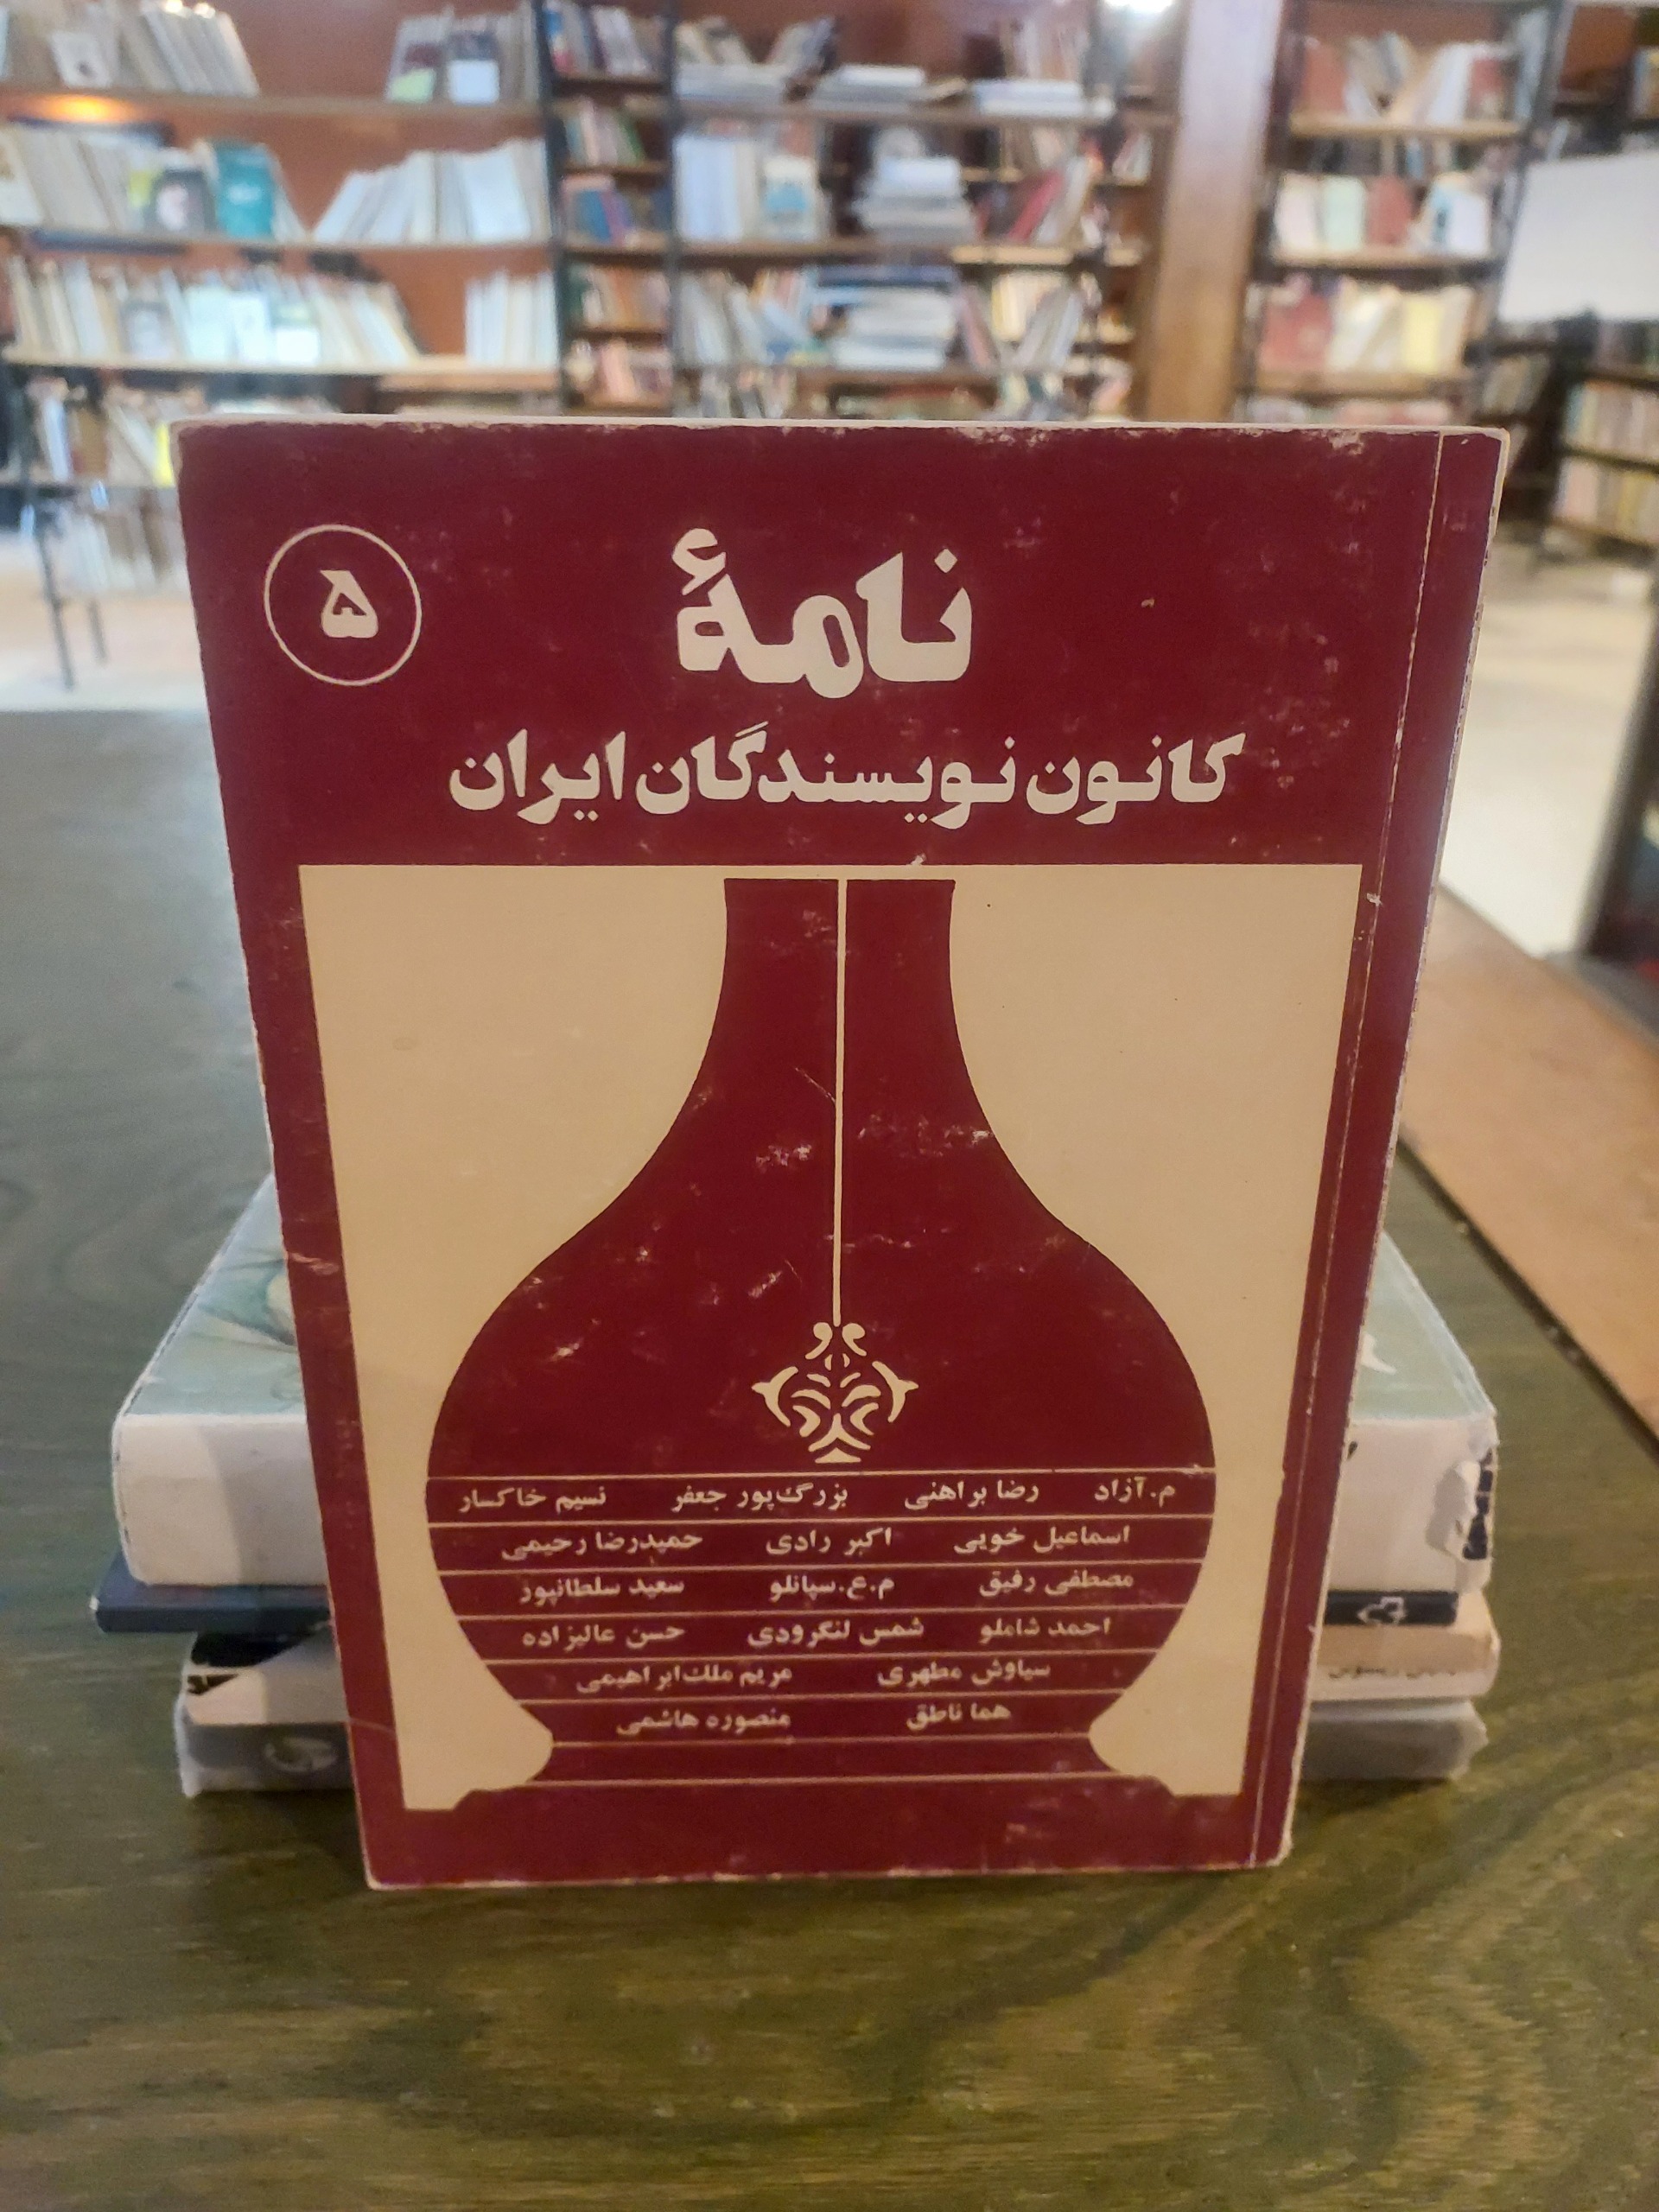 ۵
نامهٔ
کانون نویسندگان ایران
م.آزاد رضا براهنی بزرگ‌پور جعفر نسیم خاکسار
اسماعیل خویی اکبر رادی حمیدرضا رحیمی
مصطفی رفیق م.ع.سپانلو سعید سلطانپور
احمد شاملو شمس لنگرودی حسن عالیزاده
سیاوش مطهری مریم ملک‌ابراهیمی
هما ناطق منصوره هاشمی